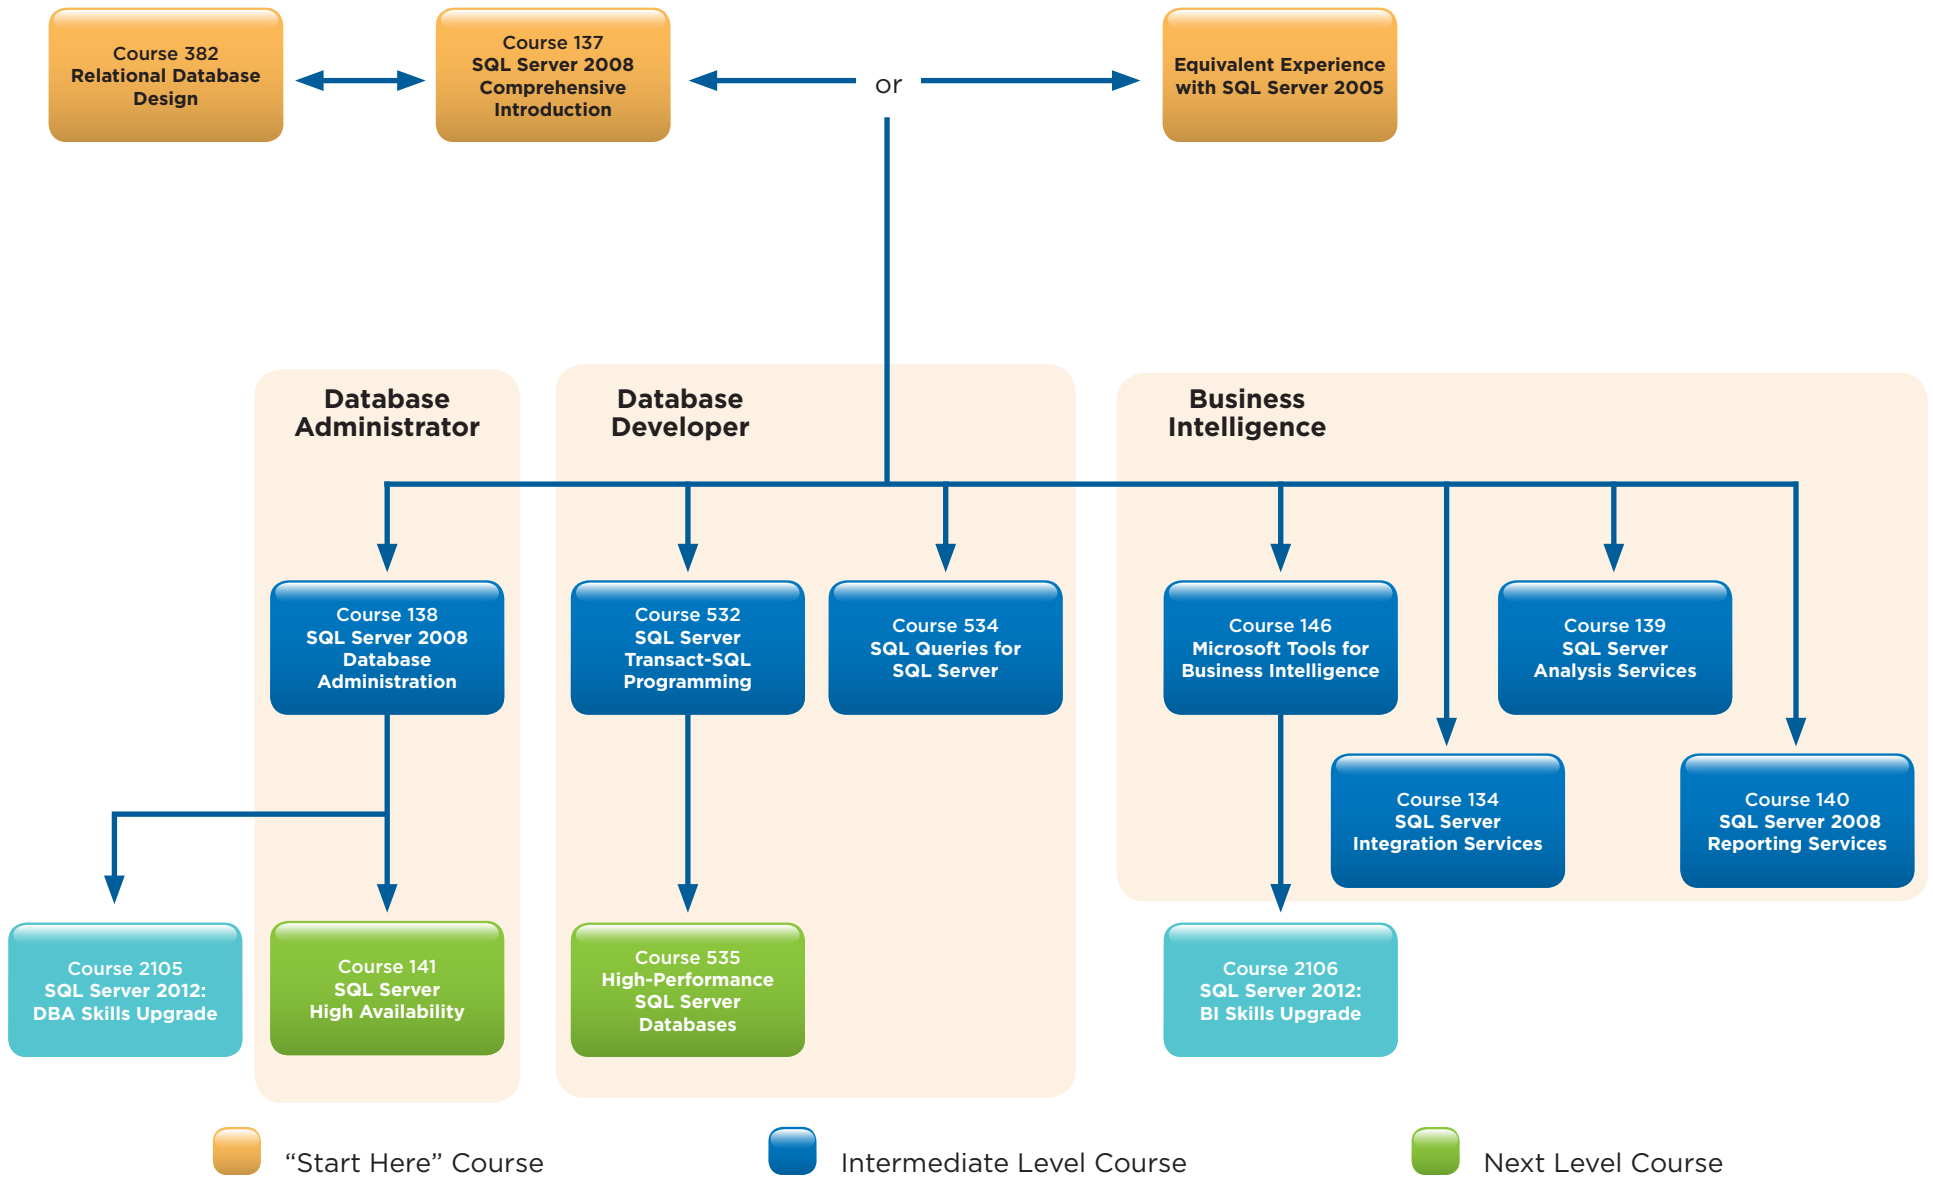 Course 382
Relational Database
Design
Course 137
SQL Server 2008
Comprehensive
Introduction
or
Equivalent Experience
with SQL Server 2005
Database
Administrator
Database
Developer
Business
Intelligence
Course 138
SQL Server 2008
Database
Administration
Course 532
SQL Server
Transact-SQL
Programming
Course 534
SQL Queries for
SQL Server
Course 146
Microsoft Tools for
Business Intelligence
Course 139
SQL Server
Analysis Services
Course 134
SQL Server
Integration Services
Course 140
SQL Server 2008
Reporting Services
Course 2105
SQL Server 2012:
DBA Skills Upgrade
Course 141
SQL Server
High Availability
Course 535
High-Performance
SQL Server
Databases
Course 2106
SQL Server 2012:
BI Skills Upgrade
“Start Here” Course
Intermediate Level Course
Next Level Course